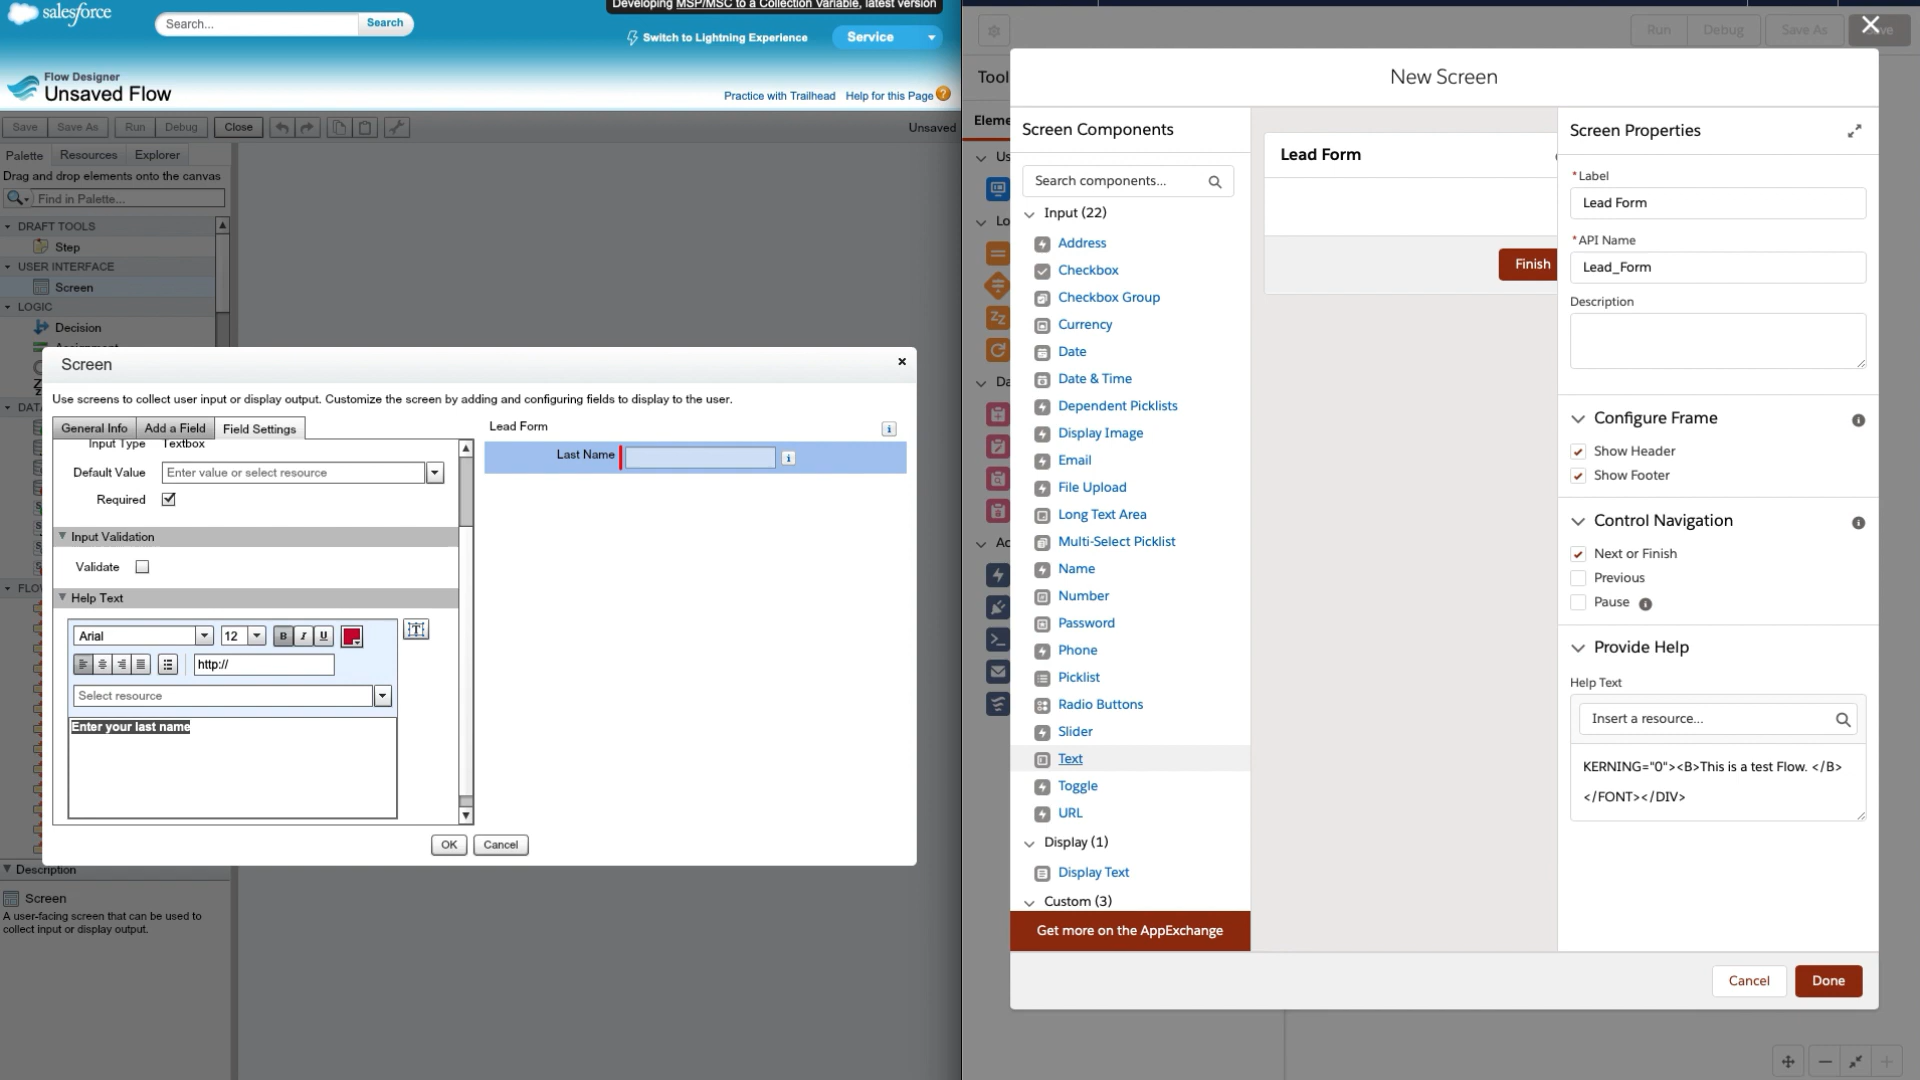 salesforce
Search...
Search
Developing MSP/MSC to a Collection Variable, latest version
Switch to Lightning Experience
Service
Flow Designer
Unsaved Flow
Practice with Trailhead
Help for this Page
Save
Save As
Run
Debug
Close
Unsaved
Palette
Resources
Explorer
Drag and drop elements onto the canvas
Find in Palette...
DRAFT TOOLS
Step
USER INTERFACE
Screen
LOGIC
Decision
DATA
FLO
Screen
Use screens to collect user input or display output. Customize the screen by adding and configuring fields to display to the user.
General Info
Add a Field
Field Settings
Input Type Textbox
Default Value Enter value or select resource
Required
Input Validation
Validate
Help Text
Arial
12
B
I
U
http://
Select resource
Enter your last name
Lead Form
Last Name
OK
Cancel
Description
Screen
A user-facing screen that can be used to
collect input or display output.
Run
Debug
Save As
Tool
Eleme
Us
Lo
Da
Ac
New Screen
Screen Components
Search components...
Input (22)
Address
Checkbox
Checkbox Group
Currency
Date
Date & Time
Dependent Picklists
Display Image
Email
File Upload
Long Text Area
Multi-Select Picklist
Name
Number
Password
Phone
Picklist
Radio Buttons
Slider
Text
Toggle
URL
Display (1)
Display Text
Custom (3)
Get more on the AppExchange
Lead Form
Finish
Screen Properties
*Label
Lead Form
*API Name
Lead_Form
Description
Configure Frame
Show Header
Show Footer
Control Navigation
Next or Finish
Previous
Pause
Provide Help
Help Text
Insert a resource...
KERNING="0"><B>This is a test Flow. </B>
</FONT></DIV>
Cancel
Done